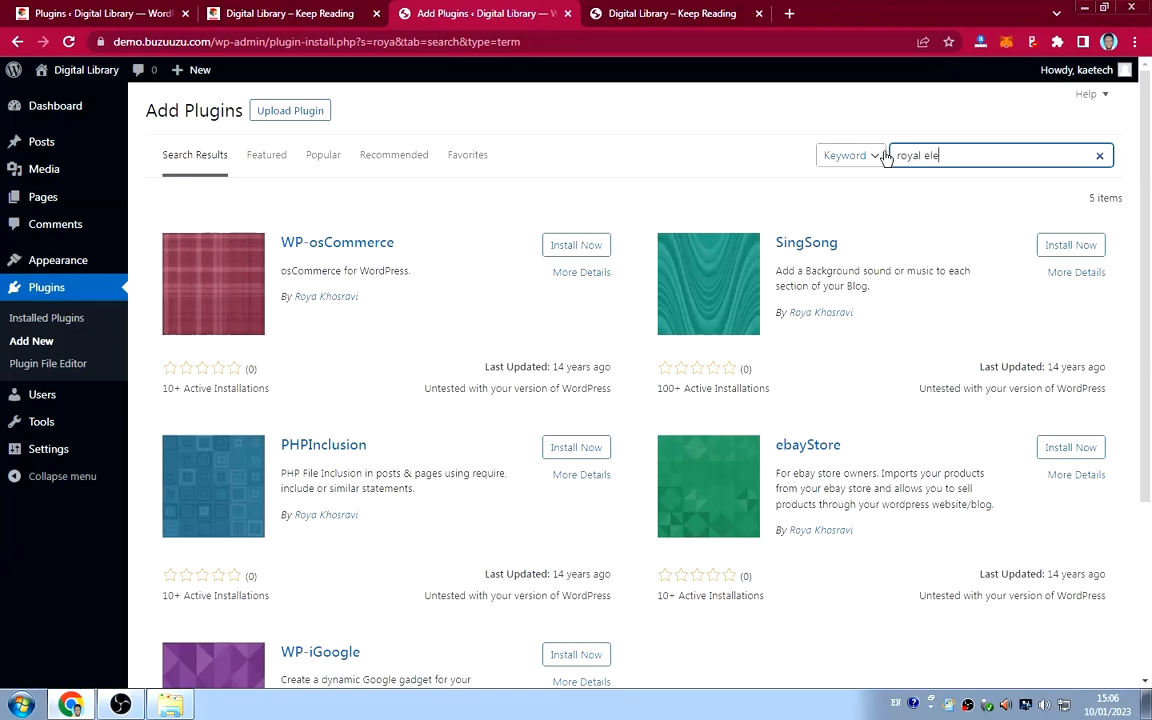 Plugins ‹ Digital Library — WordP
Digital Library – Keep Reading
Add Plugins ‹ Digital Library — W
Digital Library – Keep Reading
demo.buzuuzu.com/wp-admin/plugin-install.php?s=roya&tab=search&type=term
Digital Library
0
New
Howdy, kaetech
Dashboard
Posts
Media
Pages
Comments
Appearance
Plugins
Installed Plugins
Add New
Plugin File Editor
Users
Tools
Settings
Collapse menu
Help
Add Plugins
Upload Plugin
Search Results
Featured
Popular
Recommended
Favorites
Keyword
royal ele
5 items
WP-osCommerce
Install Now
More Details
osCommerce for WordPress.
By Roya Khosravi
(0)
10+ Active Installations
Last Updated: 14 years ago
Untested with your version of WordPress
SingSong
Install Now
More Details
Add a Background sound or music to each
section of your Blog.
By Roya Khosravi
(0)
100+ Active Installations
Last Updated: 14 years ago
Untested with your version of WordPress
PHPInclusion
Install Now
More Details
PHP File Inclusion in posts & pages using require,
include or similar statements.
By Roya Khosravi
(0)
10+ Active Installations
Last Updated: 14 years ago
Untested with your version of WordPress
ebayStore
Install Now
More Details
For ebay store owners. Imports your products
from your ebay store and allows you to sell
products through your wordpress website/blog.
By Roya Khosravi
(0)
10+ Active Installations
Last Updated: 14 years ago
Untested with your version of WordPress
WP-iGoogle
Install Now
More Details
Create a dynamic Google gadget for your
EN
15:06
10/01/2023